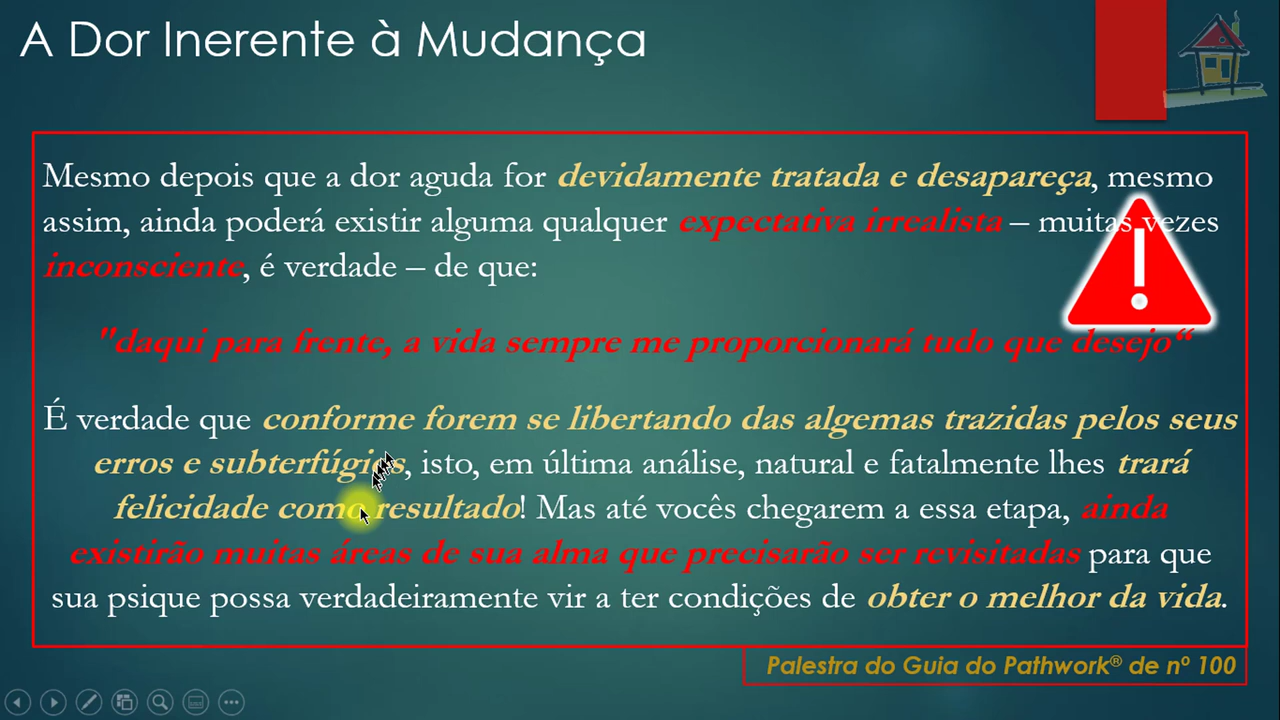 A Dor Inerente à Mudança
Mesmo depois que a dor aguda for devidamente tratada e desapareça, mesmo
assim, ainda poderá existir alguma qualquer expectativa irrealista – muitas vezes
inconsciente, é verdade – de que:
"daqui para frente, a vida sempre me proporcionará tudo que desejo“
É verdade que conforme forem se libertando das algemas trazidas pelos seus
erros e subterfúgios, isto, em última análise, natural e fatalmente lhes trará
felicidade como resultado! Mas até vocês chegarem a essa etapa, ainda
existirão muitas áreas de sua alma que precisarão ser revisitadas para que
sua psique possa verdadeiramente vir a ter condições de obter o melhor da vida.
Palestra do Guia do Pathwork® de nº 100